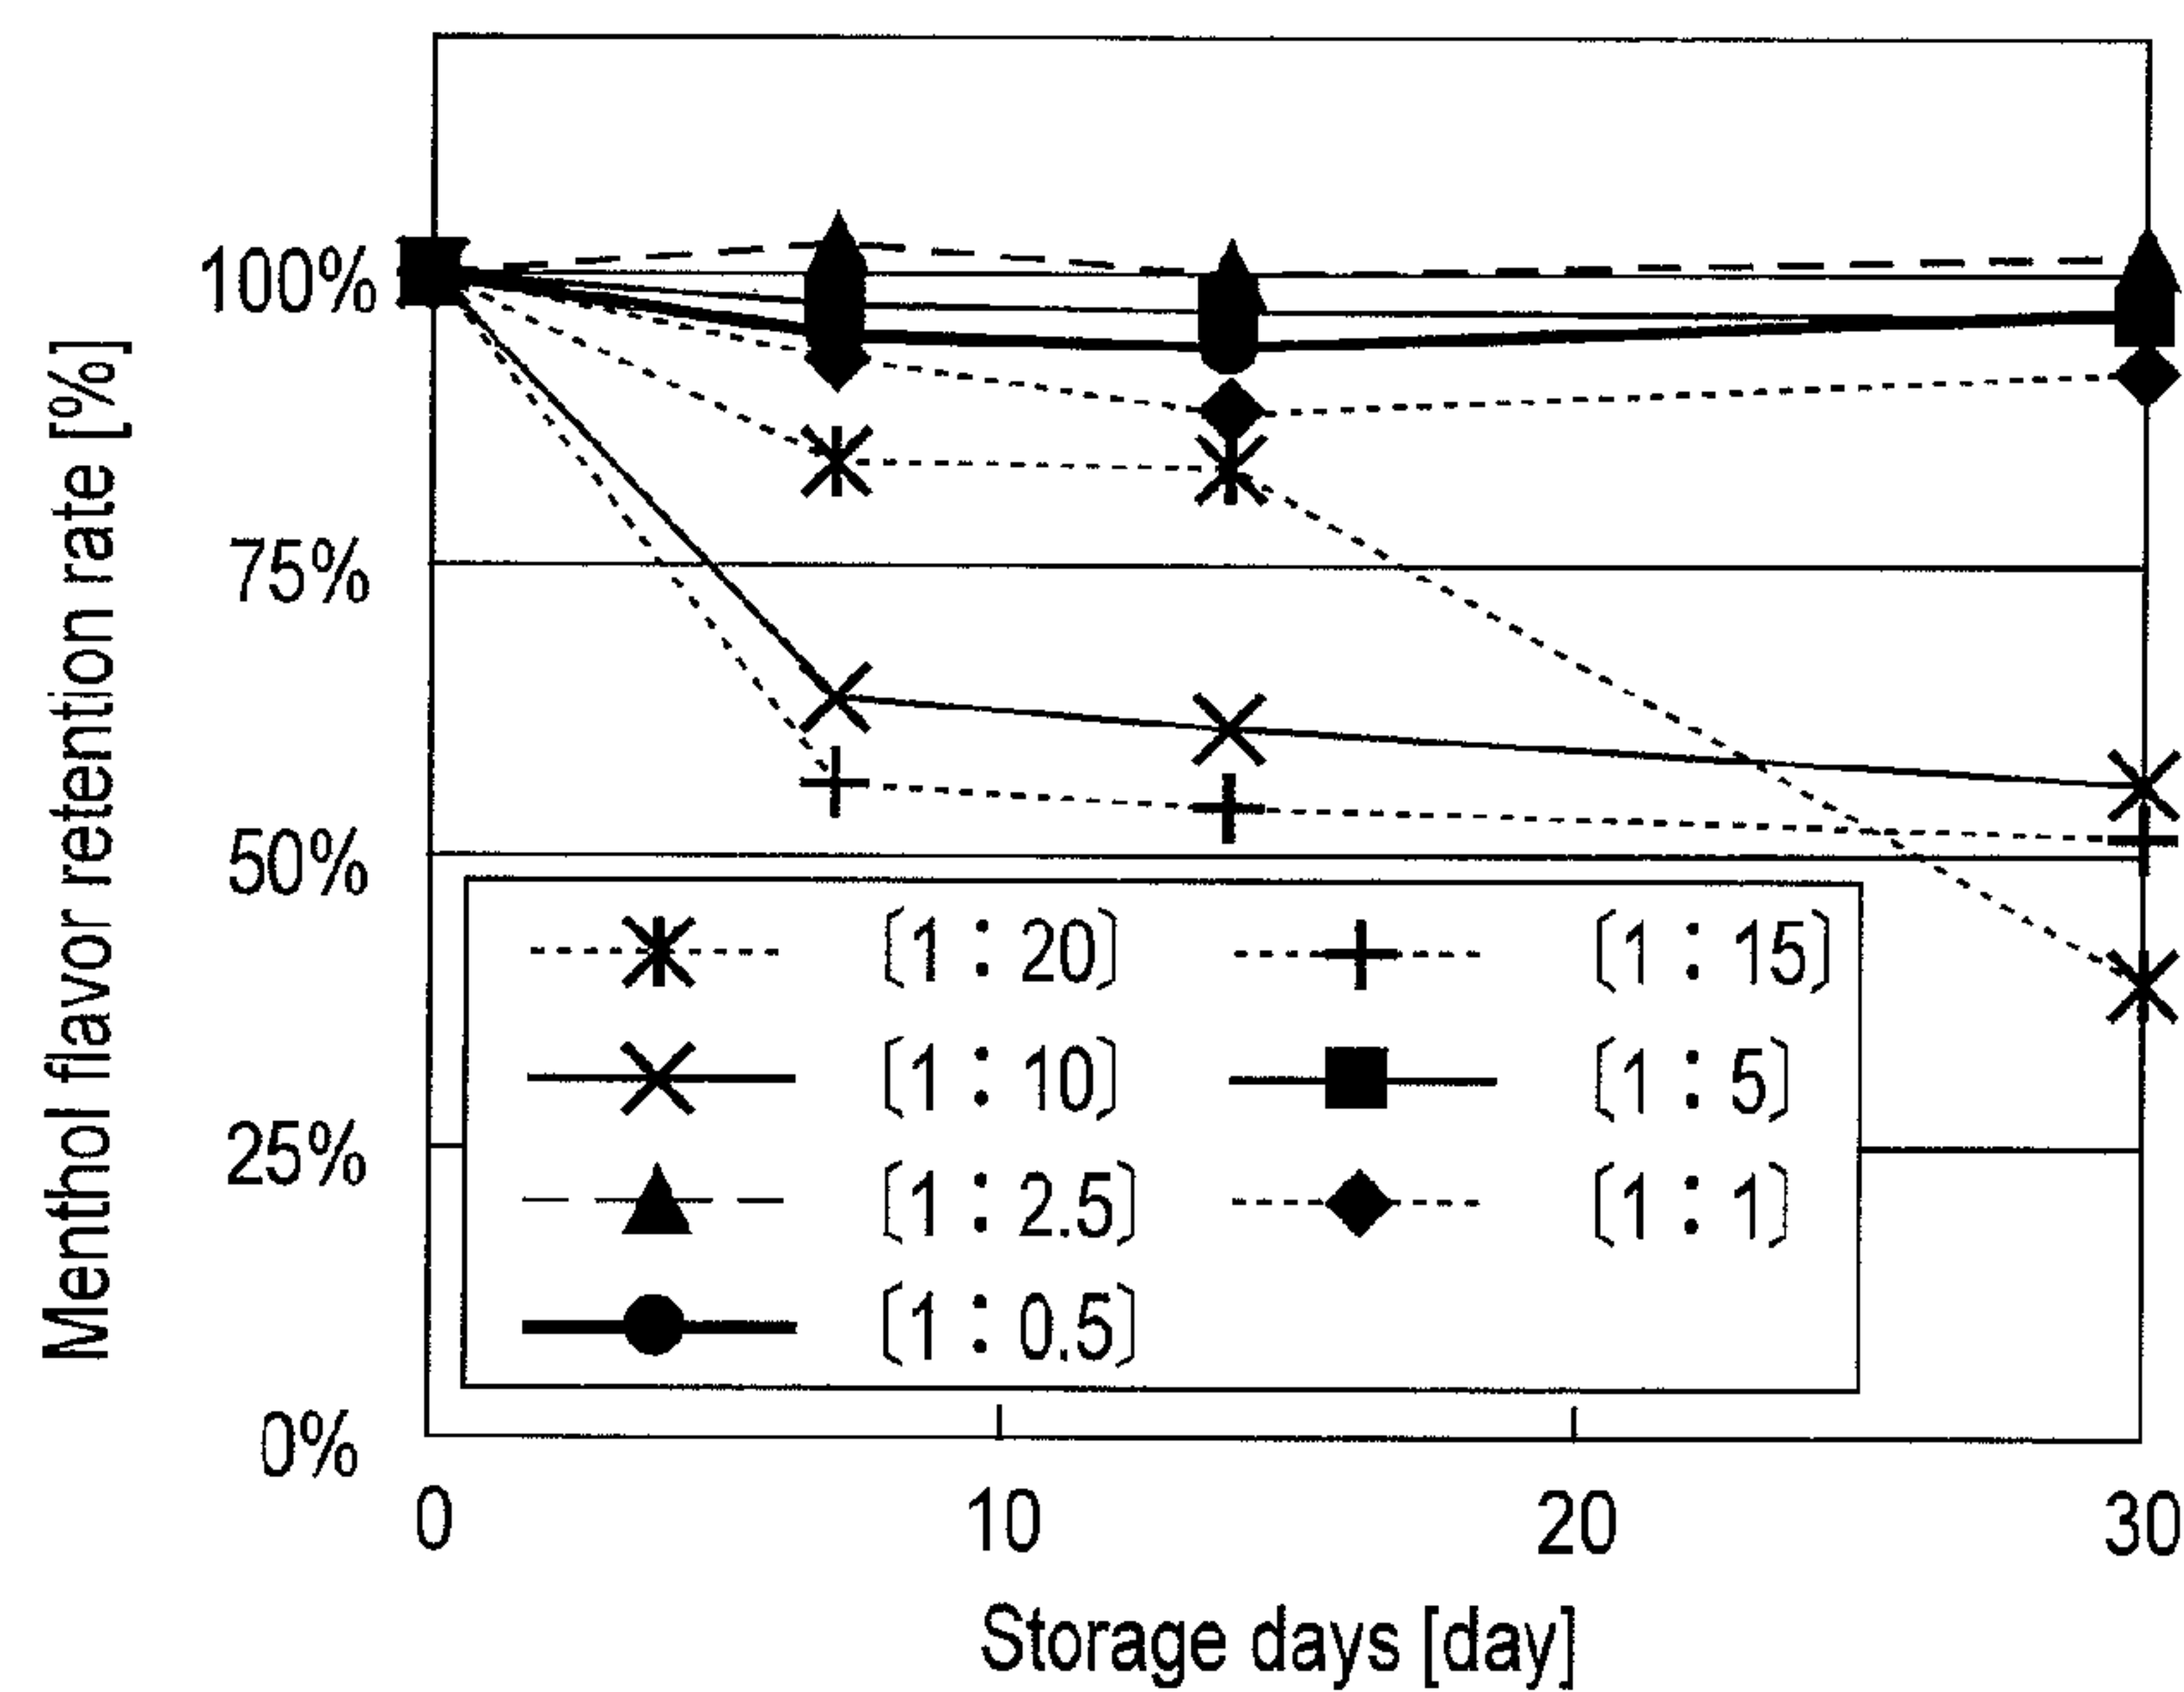 Menthol flavor retention rate [%]
100%
75%
50%
25%
0%
〔1 : 20〕 〔1 : 15〕
〔1 : 10〕 〔1 : 5〕
〔1 : 2.5〕 〔1 : 1〕
〔1 : 0.5〕
0 10 20 30
Storage days [day]